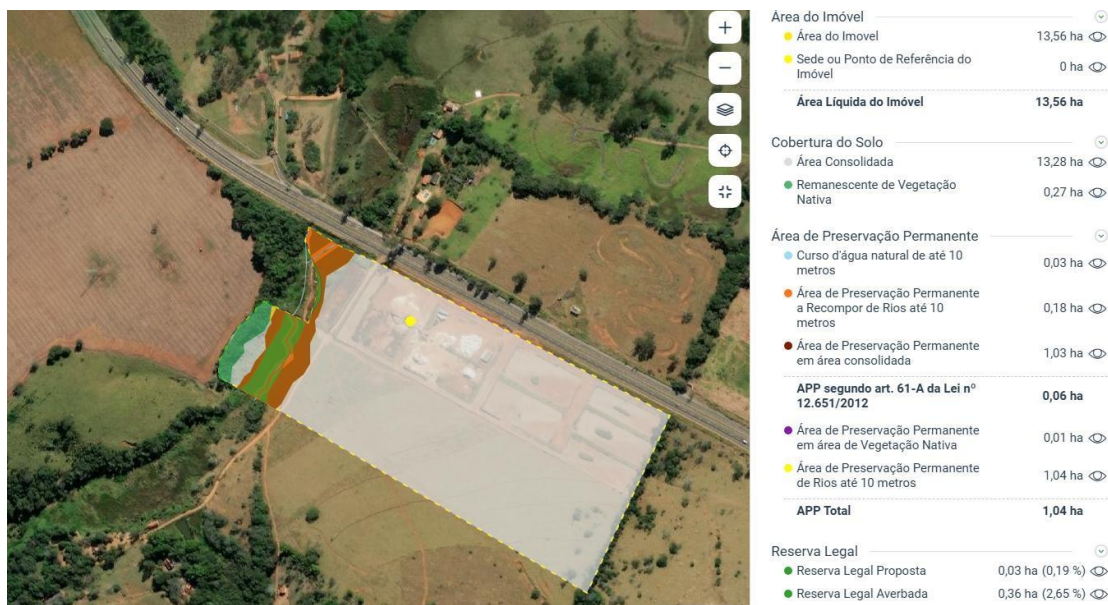 Área do Imóvel
Área do Imovel 13,56 ha
Sede ou Ponto de Referência do
Imóvel 0 ha
Área Líquida do Imóvel 13,56 ha
Cobertura do Solo
Área Consolidada 13,28 ha
Remanescente de Vegetação
Nativa 0,27 ha
Área de Preservação Permanente
Curso d'água natural de até 10
metros 0,03 ha
Área de Preservação Permanente
a Recompor de Rios até 10
metros 0,18 ha
Área de Preservação Permanente
em área consolidada 1,03 ha
APP segundo art. 61-A da Lei nº
12.651/2012 0,06 ha
Área de Preservação Permanente
em área de Vegetação Nativa 0,01 ha
Área de Preservação Permanente
de Rios até 10 metros 1,04 ha
APP Total 1,04 ha
Reserva Legal
Reserva Legal Proposta 0,03 ha (0,19 %)
Reserva Legal Averbada 0,36 ha (2,65 %)